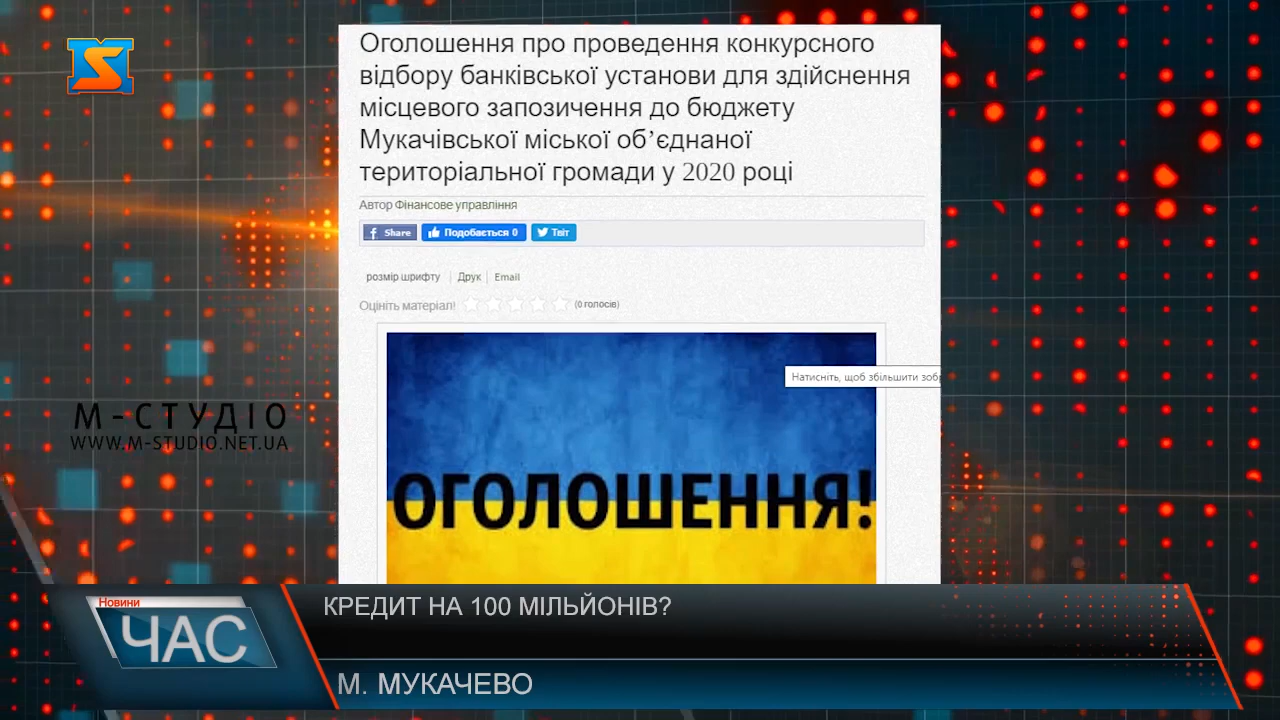 Оголошення про проведення конкурсного
відбору банківської установи для здійснення
місцевого запозичення до бюджету
Мукачівської міської об’єднаної
територіальної громади у 2020 році
Автор Фінансове управління
Share
Подобається 0
Твіт
розмір шрифту
Друк
Email
Оцініть матеріал!
(0 голосів)
Натисніть, щоб збільшити зобр
ОГОЛОШЕННЯ!
М-СТУДІО
WWW.M-STUDIO.NET.UA
Новини
ЧАС
КРЕДИТ НА 100 МІЛЬЙОНІВ?
М. МУКАЧЕВО